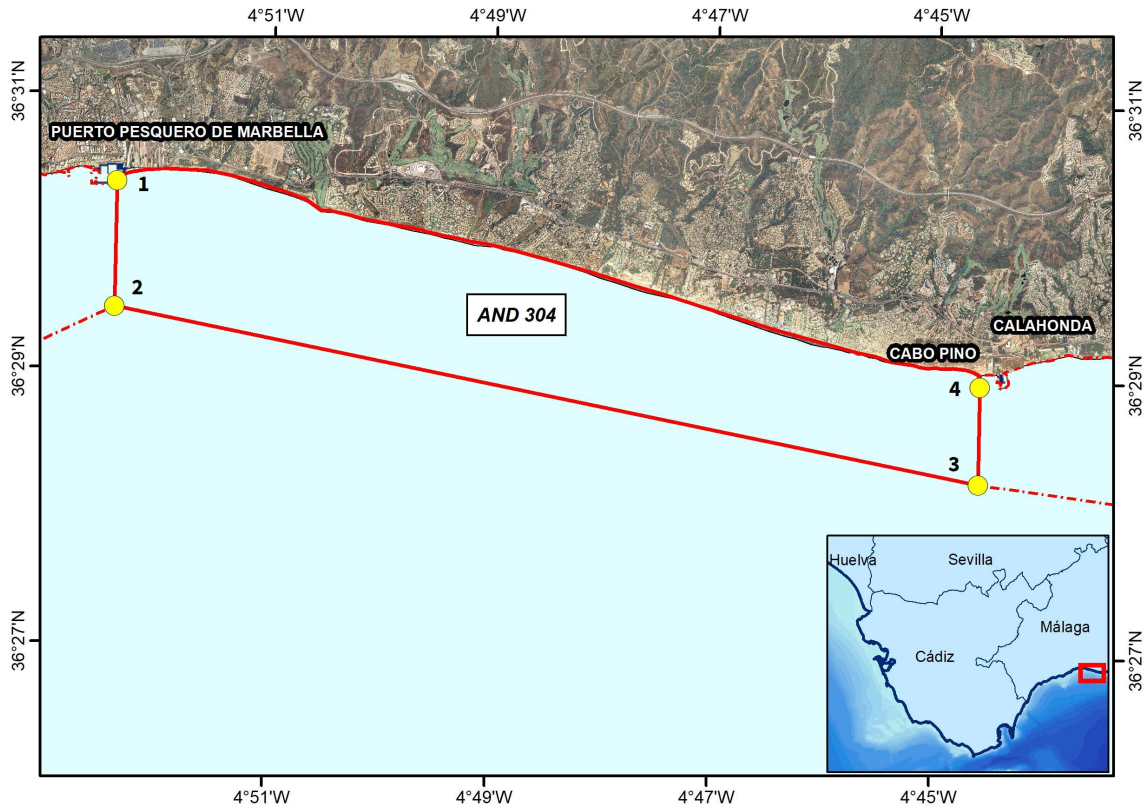 4°51'W
4°49'W
4°47'W
4°45'W
36°31'N
36°31'N
PUERTO PESQUERO DE MARBELLA
1
2
AND 304
CALAHONDA
CABO PINO
4
36°29'N
36°29'N
3
Huelva
Sevilla
Málaga
Cádiz
36°27'N
36°27'N
4°51'W
4°49'W
4°47'W
4°45'W